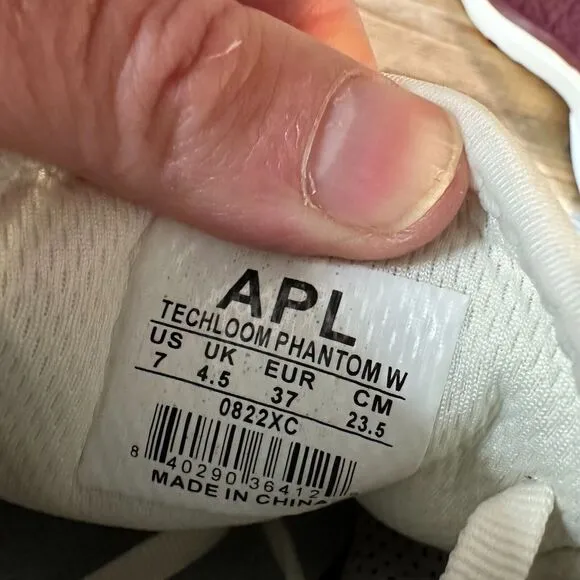 APL
TECHLOOM PHANTOM W
US UK EUR CM
7 4.5 37 23.5
0822XC
8 40290 36412
MADE IN CHINA